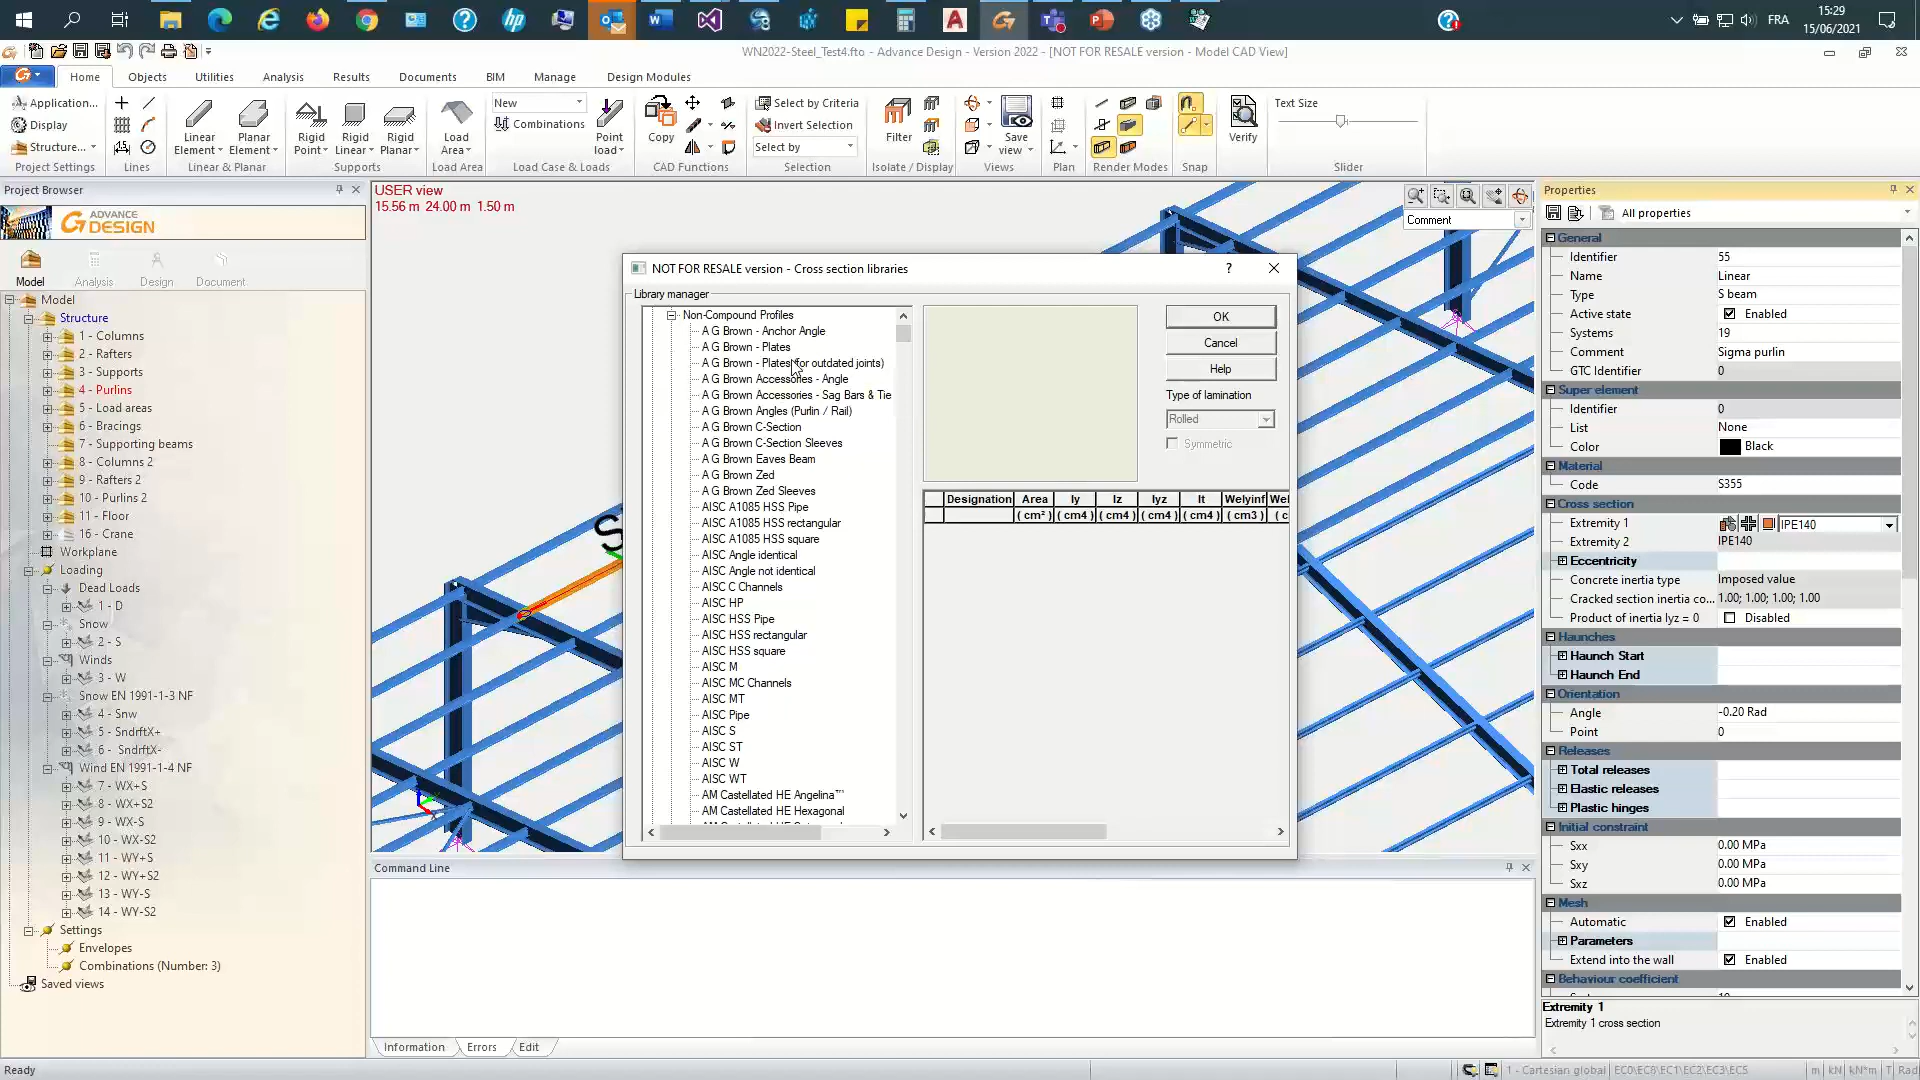 FRA
15:29
15/06/2021
WN2022-Steel_Test4.fto - Advance Design - Version 2022 - [NOT FOR RESALE version - Model CAD View]
Home Objects Utilities Analysis Results Documents BIM Manage Design Modules
Application...
Display
Structure...
Project Settings
Lines
Linear Element
Planar Element
Linear & Planar
Rigid Point
Rigid Linear
Rigid Planar
Supports
Load Area
Load Area
New
Combinations
Point load
Load Case & Loads
Copy
CAD Functions
Select by Criteria
Invert Selection
Select by
Selection
Filter
Isolate / Display
Save view
Views
Plan
Render Modes
Snap
Verify
Text Size
Slider
Project Browser
ADVANCE
DESIGN
Model Analysis Design Document
Model
Structure
1 - Columns
2 - Rafters
3 - Supports
4 - Purlins
5 - Load areas
6 - Bracings
7 - Supporting beams
8 - Columns 2
9 - Rafters 2
10 - Purlins 2
11 - Floor
16 - Crane
Workplane
Loading
Dead Loads
1 - D
Snow
2 - S
Winds
3 - W
Snow EN 1991-1-3 NF
4 - Snw
5 - SndrftX+
6 - SndrftX-
Wind EN 1991-1-4 NF
7 - WX+S
8 - WX+S2
9 - WX-S
10 - WX-S2
11 - WY+S
12 - WY+S2
13 - WY-S
14 - WY-S2
Settings
Envelopes
Combinations (Number: 3)
Saved views
USER view
15.56 m 24.00 m 1.50 m
Comment
NOT FOR RESALE version - Cross section libraries
Library manager
Non-Compound Profiles
A G Brown - Anchor Angle
A G Brown - Plates
A G Brown - Plates for outdated joints)
A G Brown Accessories - Angle
A G Brown Accessories - Sag Bars & Tie
A G Brown Angles (Purlin / Rail)
A G Brown C-Section
A G Brown C-Section Sleeves
A G Brown Eaves Beam
A G Brown Zed
A G Brown Zed Sleeves
AISC A1085 HSS Pipe
AISC A1085 HSS rectangular
AISC A1085 HSS square
AISC Angle identical
AISC Angle not identical
AISC C Channels
AISC HP
AISC HSS Pipe
AISC HSS rectangular
AISC HSS square
AISC M
AISC MC Channels
AISC MT
AISC Pipe
AISC S
AISC ST
AISC W
AISC WT
AM Castellated HE Angelina™
AM Castellated HE Hexagonal
OK
Cancel
Help
Type of lamination
Rolled
Symmetric
Designation Area Iy Iz Iyz It Welyinf Wel
( cm² ) ( cm4 ) ( cm4 ) ( cm4 ) ( cm4 ) ( cm3 ) ( c
S
Properties
All properties
General
Identifier 55
Name Linear
Type S beam
Active state Enabled
Systems 19
Comment Sigma purlin
GTC Identifier 0
Super element
Identifier 0
List None
Color Black
Material
Code S355
Cross section
Extremity 1 IPE140
Extremity 2 IPE140
Eccentricity
Concrete inertia type Imposed value
Cracked section inertia co... 1.00; 1.00; 1.00; 1.00
Product of inertia Iyz = 0 Disabled
Haunches
Haunch Start
Haunch End
Orientation
Angle -0.20 Rad
Point 0
Releases
Total releases
Elastic releases
Plastic hinges
Initial constraint
Sxx 0.00 MPa
Sxy 0.00 MPa
Sxz 0.00 MPa
Mesh
Automatic Enabled
Parameters
Extend into the wall Enabled
Behaviour coefficient
Extremity 1
Extremity 1 cross section
Command Line
Information Errors Edit
Ready
1 - Cartesian global EC0\EC8\EC1\EC2\EC3\EC5 m kN kN*m T Rad